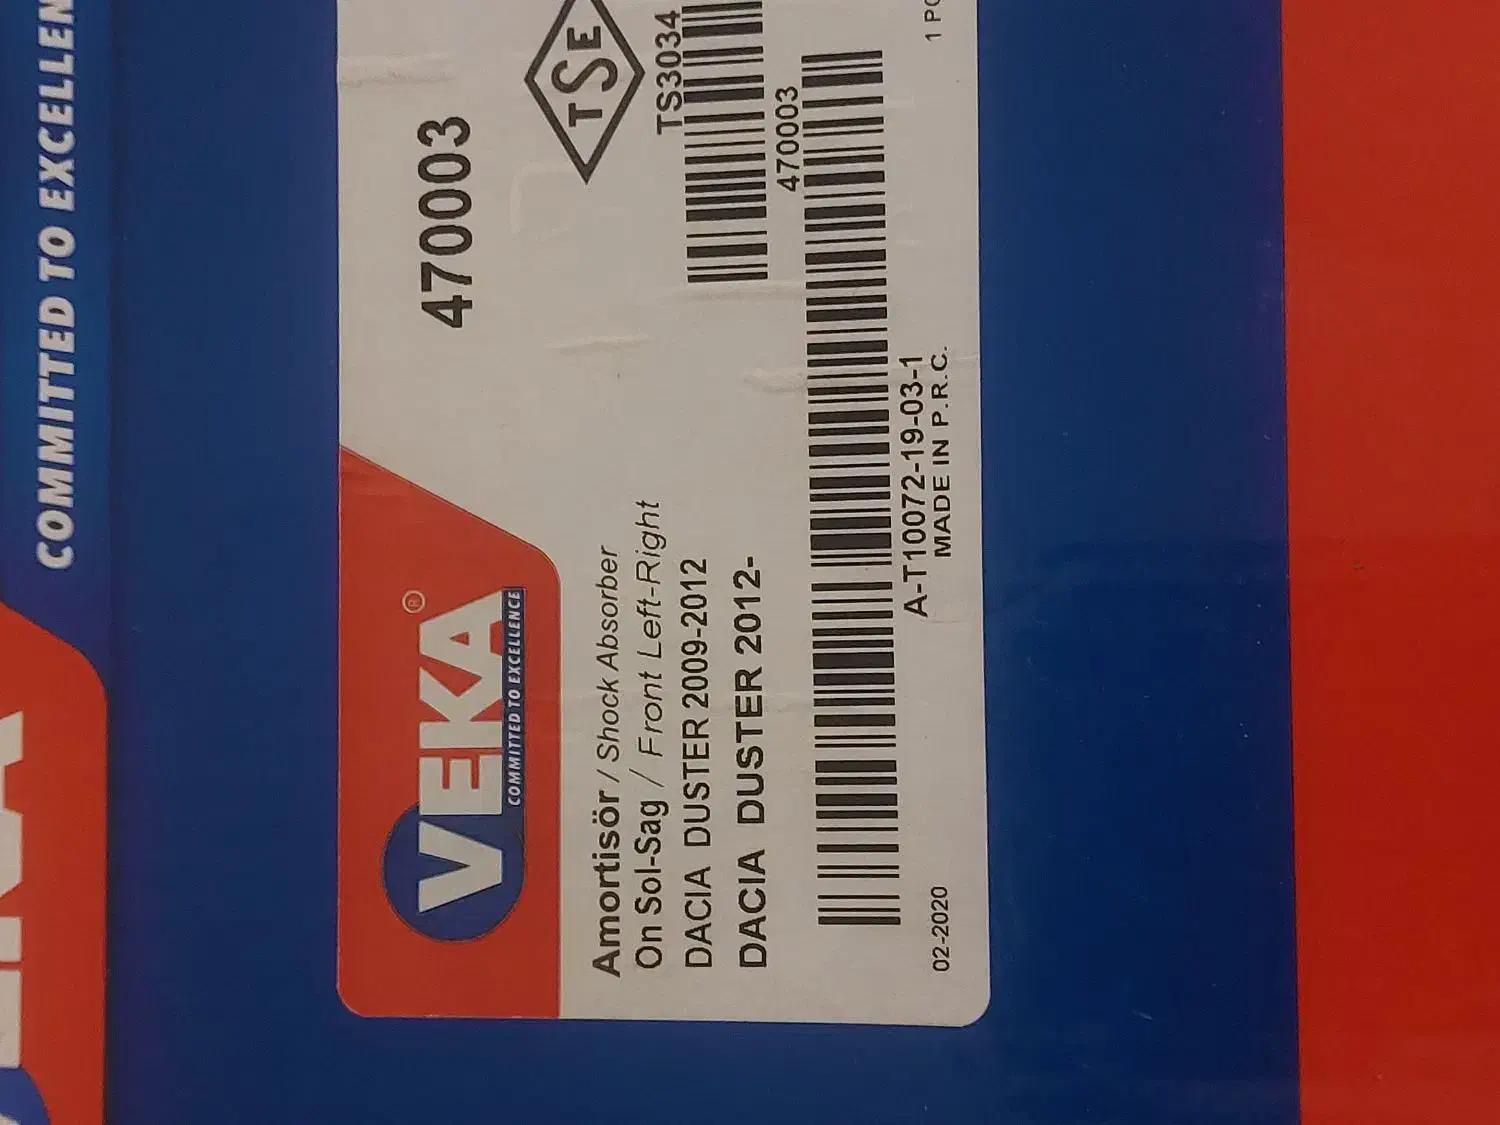 COMMITTED TO EXCELLEN
VEKA®
COMMITTED TO EXCELLENCE
470003
TSE
TS3034
Amortisör / Shock Absorber
On Sol-Sag / Front Left-Right
DACIA DUSTER 2009-2012
DACIA DUSTER 2012-
470003
A-T10072-19-03-1
02-2020
MADE IN P.R.C.
1 PC